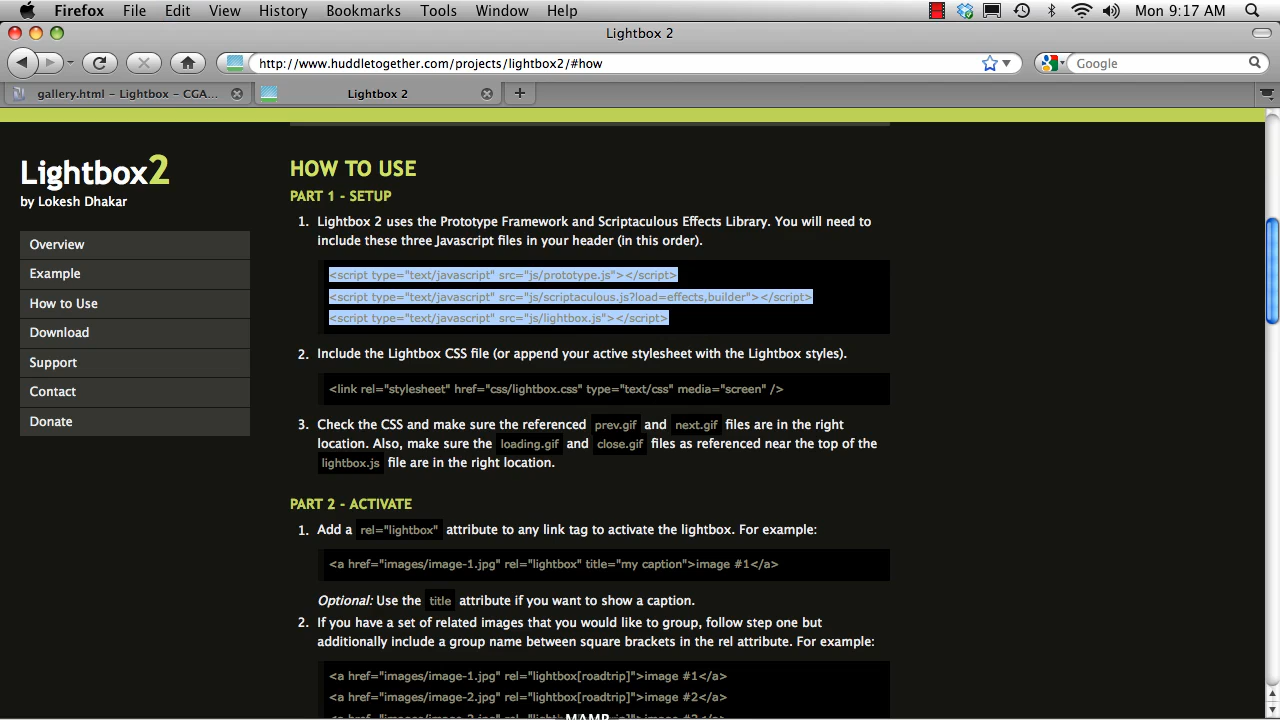 Firefox File Edit View History Bookmarks Tools Window Help Mon 9:17 AM
Lightbox 2
http://www.huddletogether.com/projects/lightbox2/#how Google
gallery.html - Lightbox - CGA... Lightbox 2
Lightbox2
by Lokesh Dhakar
Overview
Example
How to Use
Download
Support
Contact
Donate
HOW TO USE
PART 1 - SETUP
1. Lightbox 2 uses the Prototype Framework and Scriptaculous Effects Library. You will need to
include these three Javascript files in your header (in this order).
<script type="text/javascript" src="js/prototype.js"></script>
<script type="text/javascript" src="js/scriptaculous.js?load=effects,builder"></script>
<script type="text/javascript" src="js/lightbox.js"></script>
2. Include the Lightbox CSS file (or append your active stylesheet with the Lightbox styles).
<link rel="stylesheet" href="css/lightbox.css" type="text/css" media="screen" />
3. Check the CSS and make sure the referenced prev.gif and next.gif files are in the right
location. Also, make sure the loading.gif and close.gif files as referenced near the top of the
lightbox.js file are in the right location.
PART 2 - ACTIVATE
1. Add a rel="lightbox" attribute to any link tag to activate the lightbox. For example:
<a href="images/image-1.jpg" rel="lightbox" title="my caption">image #1</a>
Optional: Use the title attribute if you want to show a caption.
2. If you have a set of related images that you would like to group, follow step one but
additionally include a group name between square brackets in the rel attribute. For example:
<a href="images/image-1.jpg" rel="lightbox[roadtrip]">image #1</a>
<a href="images/image-2.jpg" rel="lightbox[roadtrip]">image #2</a>
MAMP